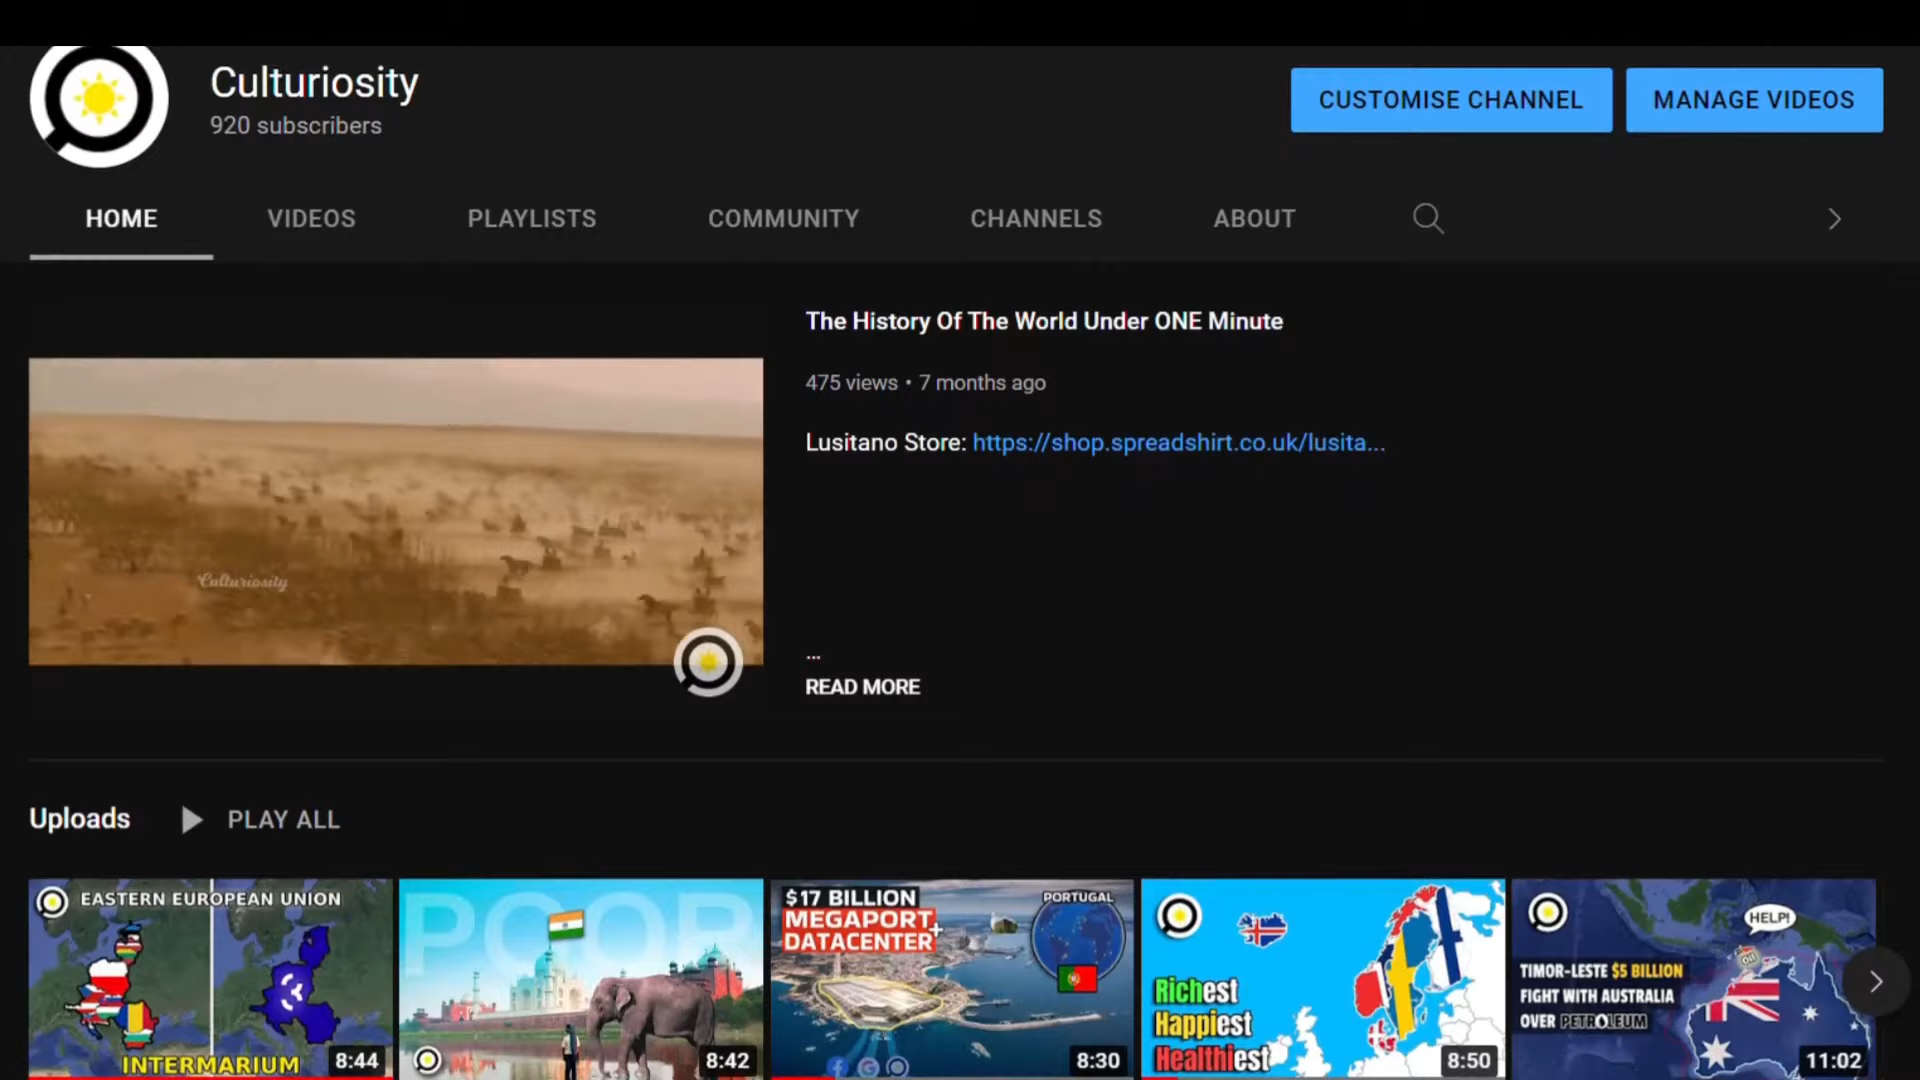 Culturiosity
920 subscribers
CUSTOMISE CHANNEL
MANAGE VIDEOS
HOME
VIDEOS
PLAYLISTS
COMMUNITY
CHANNELS
ABOUT
The History Of The World Under ONE Minute
475 views • 7 months ago
Lusitano Store: https://shop.spreadshirt.co.uk/lusita...
Culturiosity
...
READ MORE
Uploads
PLAY ALL
EASTERN EUROPEAN UNION
INTERMARIUM
8:44
POOR
8:42
$17 BILLION
MEGAPORT+
DATACENTER
PORTUGAL
8:30
Richest
Happiest
Healthiest
8:50
HELP!
Oil
TIMOR-LESTE $5 BILLION
FIGHT WITH AUSTRALIA
OVER PETROLEUM
11:02